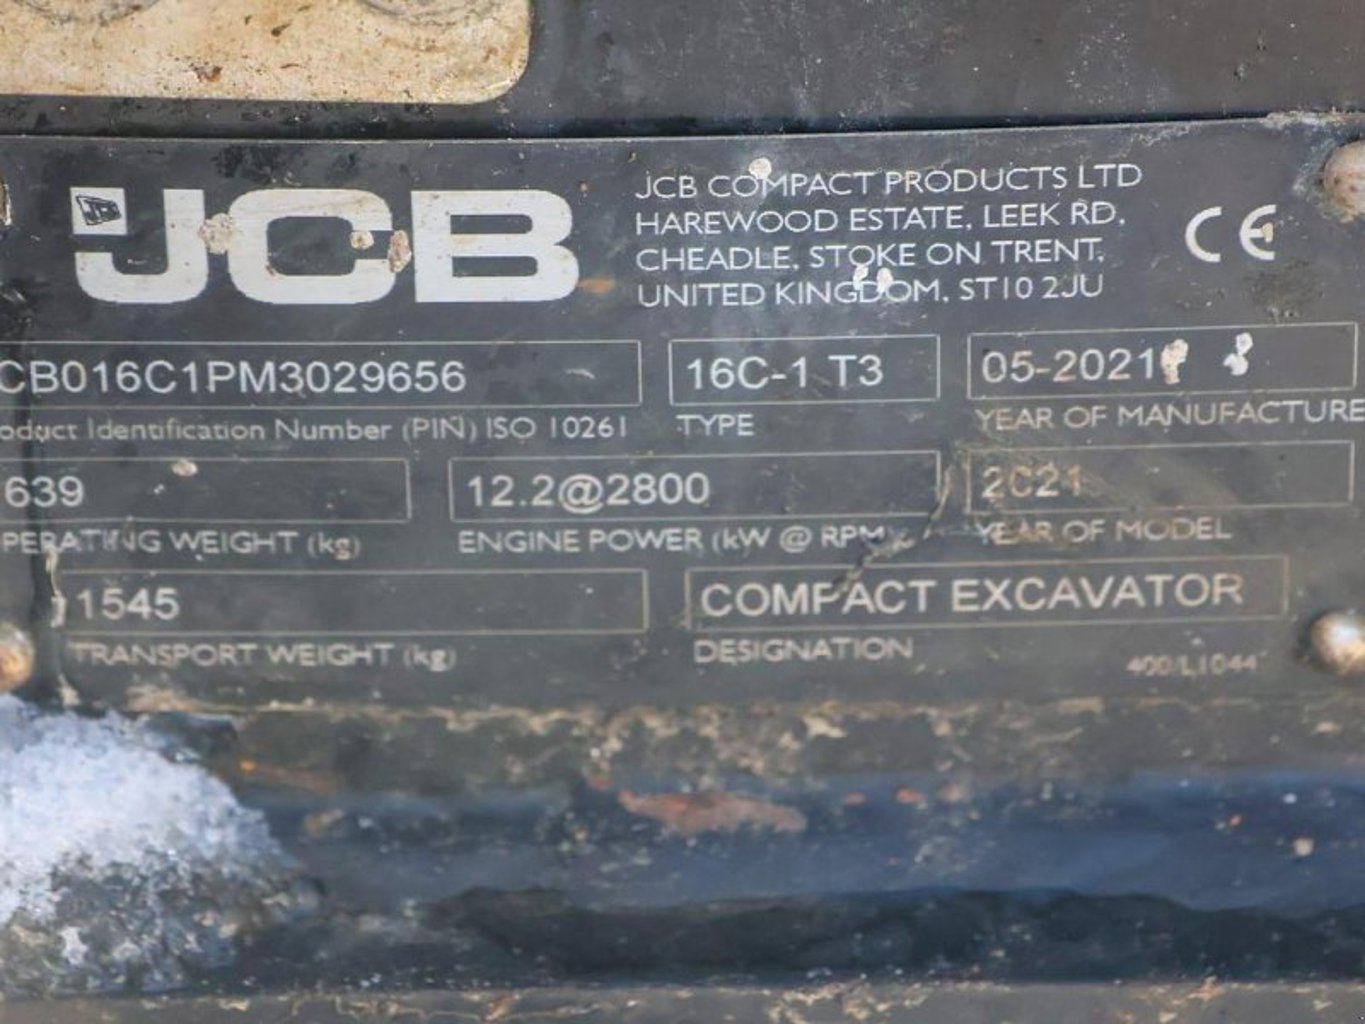 JCB
JCB COMPACT PRODUCTS LTD
HAREWOOD ESTATE, LEEK RD,
CHEADLE, STOKE ON TRENT,
UNITED KINGDOM, ST10 2JU
CE
CB016C1PM3029656
16C-1 T3
05-2021
oduct Identification Number (PIN) ISO 10261
TYPE
YEAR OF MANUFACTURE
639
12.2@2800
2021
PERATING WEIGHT (kg)
ENGINE POWER (kW @ RPM)
YEAR OF MODEL
1545
COMPACT EXCAVATOR
TRANSPORT WEIGHT (kg)
DESIGNATION
400/L1044